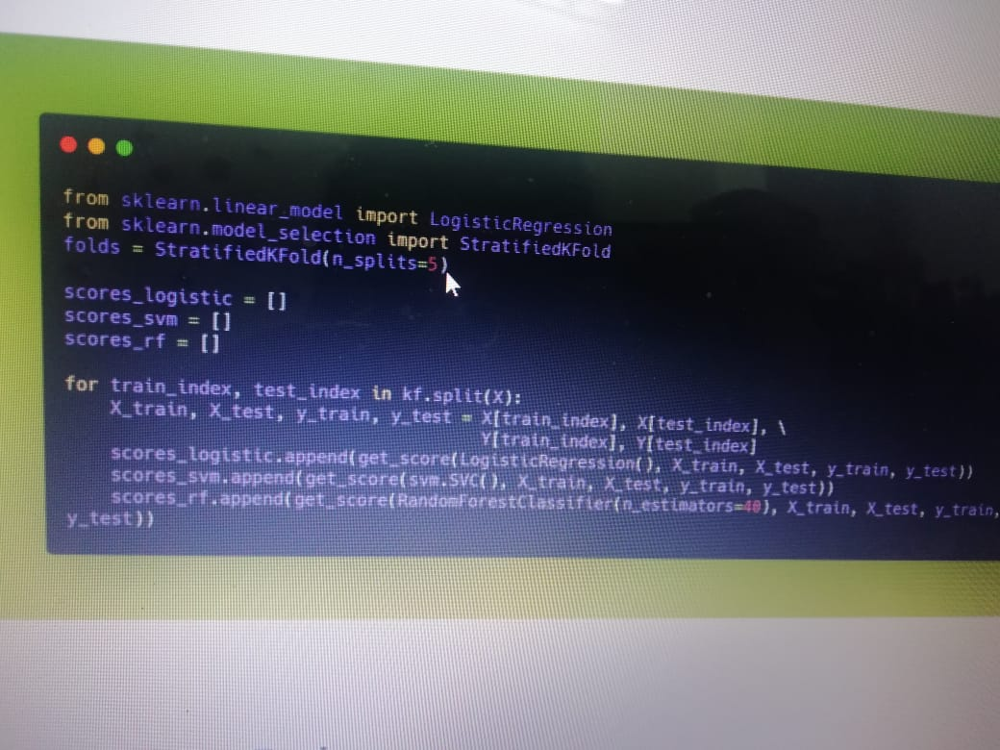 from sklearn.linear_model import LogisticRegression
from sklearn.model_selection import StratifiedKFold
folds = StratifiedKFold(n_splits=5)
scores_logistic = []
scores_svm = []
scores_rf = []
for train_index, test_index in kf.split(X):
    X_train, X_test, y_train, y_test = X[train_index], X[test_index], \
                                       Y[train_index], Y[test_index]
    scores_logistic.append(get_score(LogisticRegression(), X_train, X_test, y_train, y_test))
    scores_svm.append(get_score(svm.SVC(), X_train, X_test, y_train, y_test))
    scores_rf.append(get_score(RandomForestClassifier(n_estimators=40), X_train, X_test, y_train,
y_test))